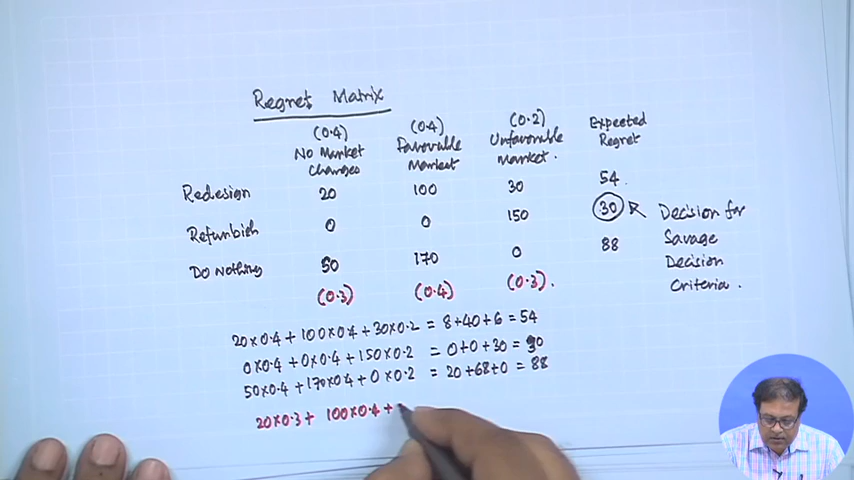 Regret Matrix
(0.4) (0.4) (0.2) Expected Regret
No Market Changes Favourable Market Unfavorable market.
Redesign 20 100 30 54
Refurbish 0 0 150 30 Decision for Savage Decision Criteria.
Do nothing 50 170 0 88
(0.3) (0.4) (0.3).
20×0.4 + 100×0.4 + 30×0.2 = 8+40+6 = 54
0×0.4 + 0×0.4 + 150×0.2 = 0+0+30 = 30
50×0.4 + 170×0.4 + 0×0.2 = 20+68+0 = 88
20×0.3 + 100×0.4 +